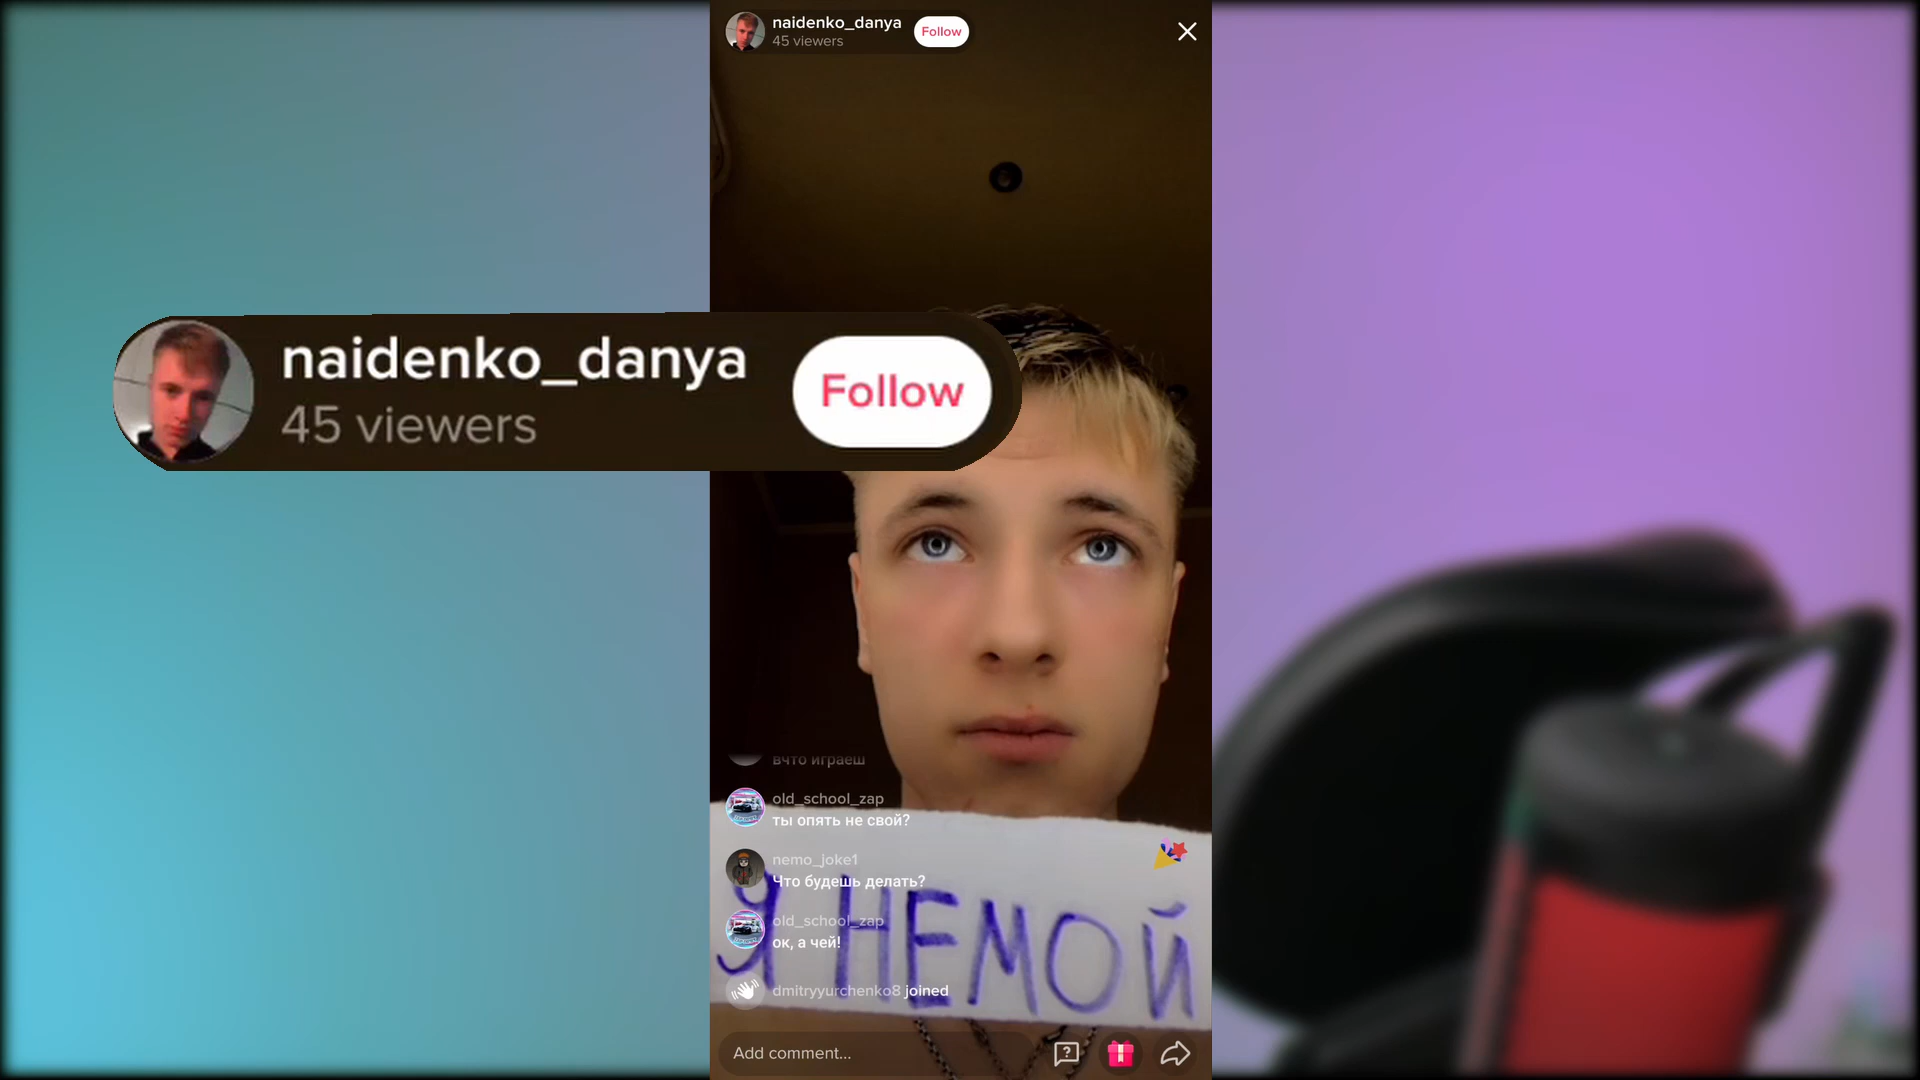 naidenko_danya
45 viewers
Follow
naidenko_danya
45 viewers
Follow
вчто играеш
old_school_zap
ты опять не свой?
nemo_joke1
Что будешь делать?
old_school_zap
ок, а чей!
Я НЕМОЙ
dmitryyurchenko8 joined
Add comment...